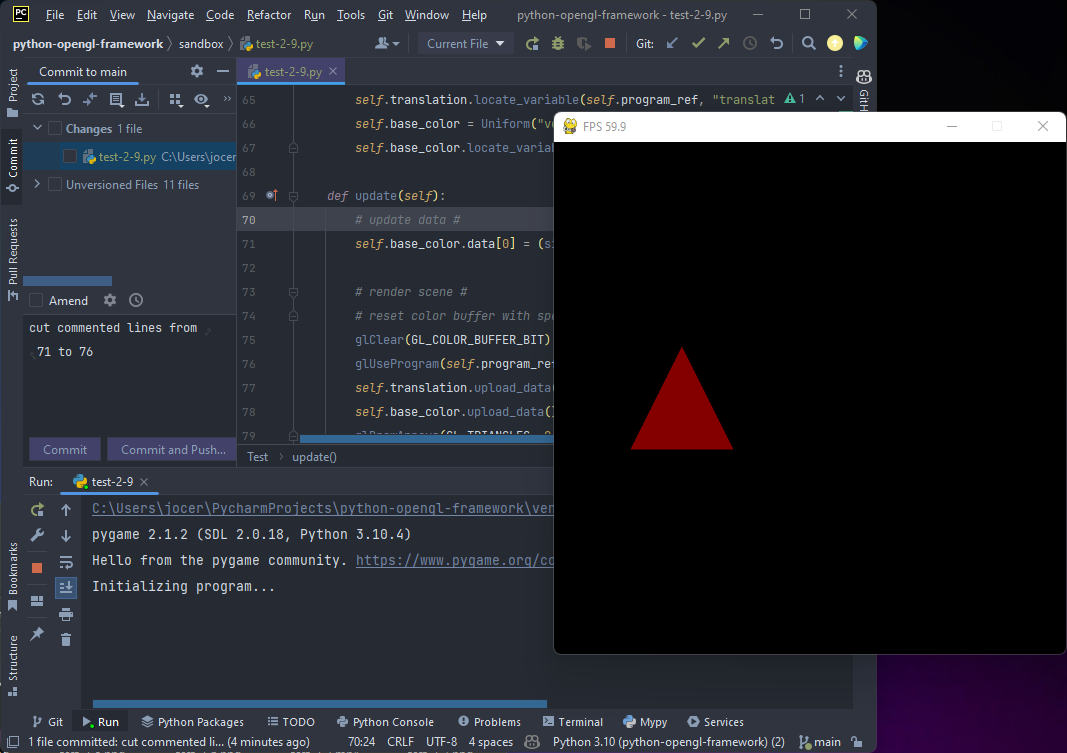 PC File Edit View Navigate Code Refactor Run Tools Git Window Help python-opengl-framework - test-2-9.py
python-opengl-framework sandbox test-2-9.py Current File Git:
Project
Commit
Pull Requests
Bookmarks
Structure
Commit to main
Changes 1 file
test-2-9.py C:\Users\jocer
Unversioned Files 11 files
Amend
cut commented lines from
71 to 76
Commit Commit and Push...
test-2-9.py
1
65 self.translation.locate_variable(self.program_ref, "translat
66 self.base_color = Uniform("v
67 self.base_color.locate_varia
68
69 def update(self):
70 # update data #
71 self.base_color.data[0] = (s
72
73 # render scene #
74 # reset color buffer with spe
75 glClear(GL_COLOR_BUFFER_BIT)
76 glUseProgram(self.program_ref
77 self.translation.upload_data(
78 self.base_color.upload_data()
79
Test update()
FPS 59.9
Run: test-2-9
C:\Users\jocer\PycharmProjects\python-opengl-framework\ven
pygame 2.1.2 (SDL 2.0.18, Python 3.10.4)
Hello from the pygame community. https://www.pygame.org/co
Initializing program...
Git Run Python Packages TODO Python Console Problems Terminal Mypy Services
1 file committed: cut commented li... (4 minutes ago) 70:24 CRLF UTF-8 4 spaces Python 3.10 (python-opengl-framework) (2) main